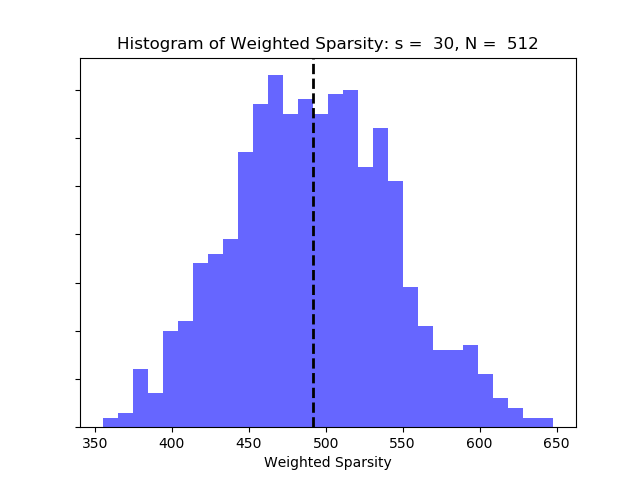 Histogram of Weighted Sparsity: s =  30, N =  512
350 400 450 500 550 600 650
Weighted Sparsity